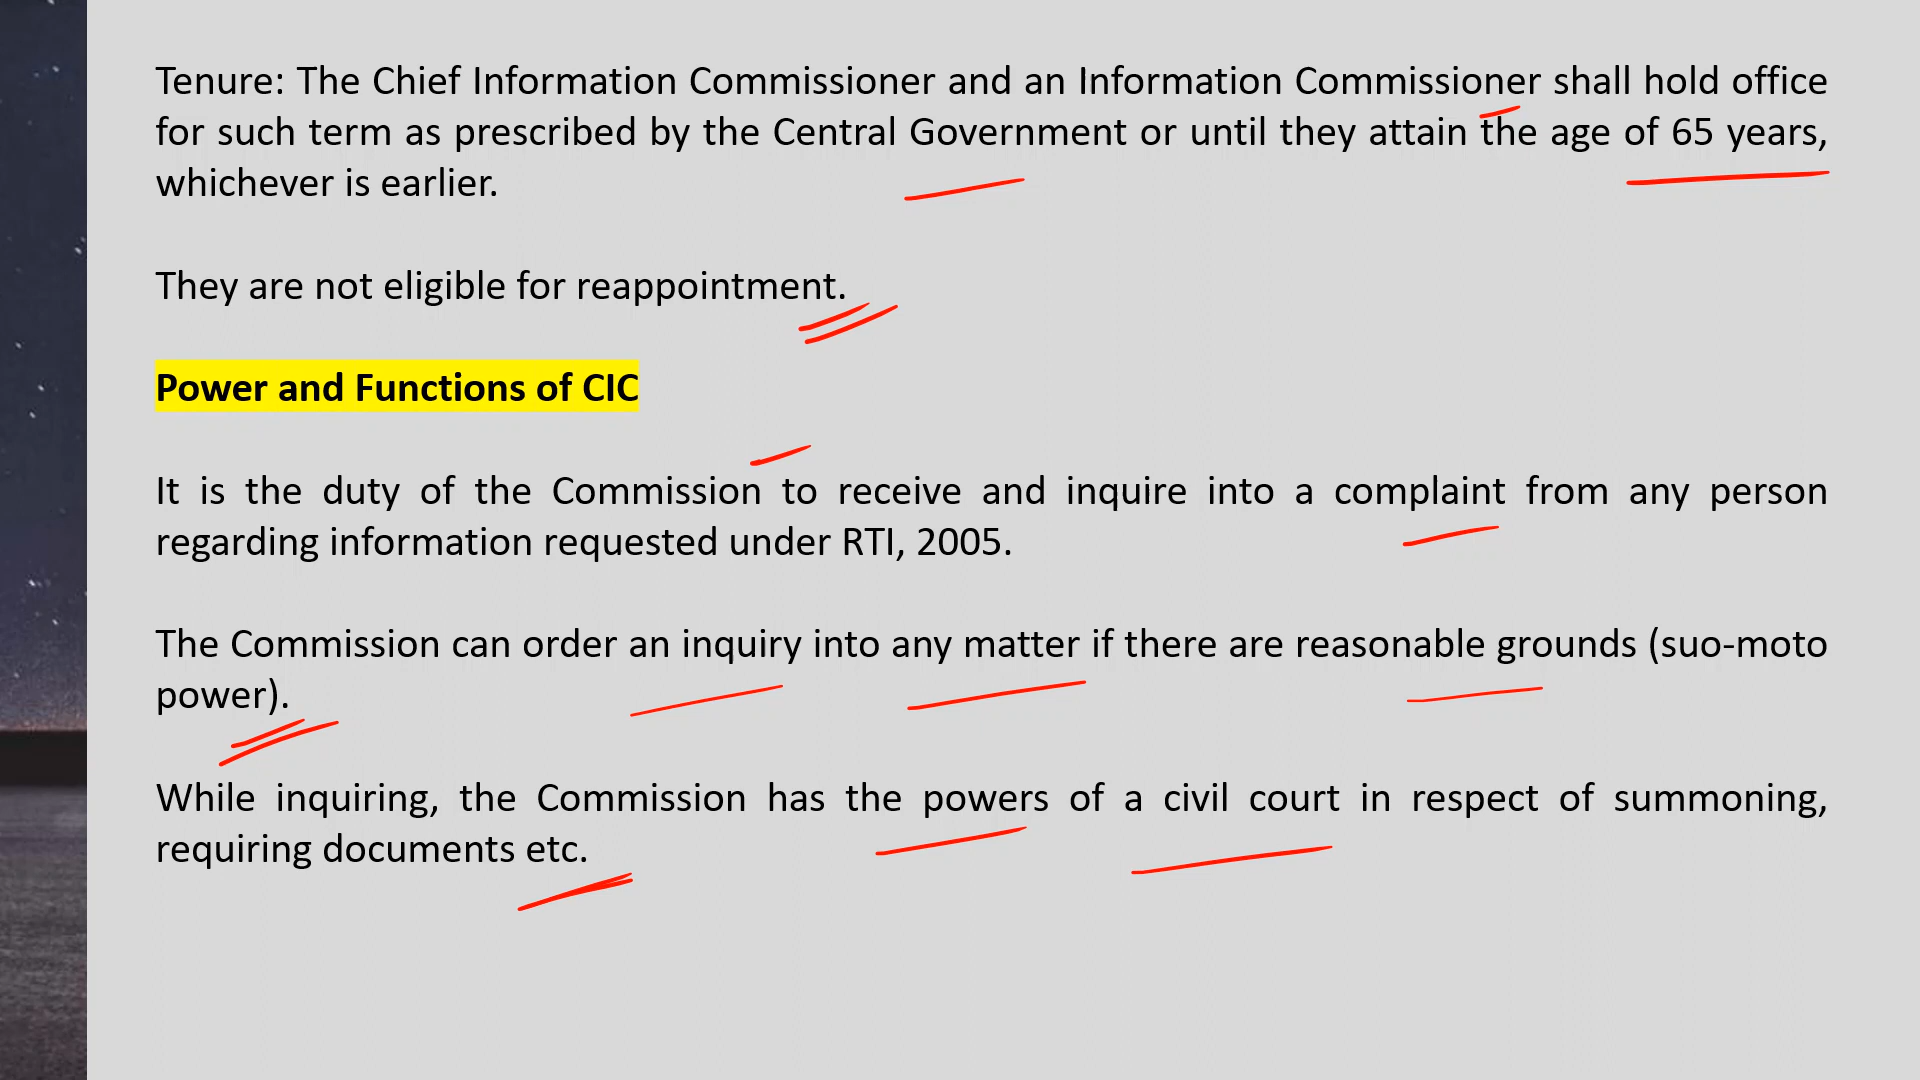 Tenure: The Chief Information Commissioner and an Information Commissioner shall hold office
for such term as prescribed by the Central Government or until they attain the age of 65 years,
whichever is earlier.
They are not eligible for reappointment.
Power and Functions of CIC
It is the duty of the Commission to receive and inquire into a complaint from any person
regarding information requested under RTI, 2005.
The Commission can order an inquiry into any matter if there are reasonable grounds (suo-moto
power).
While inquiring, the Commission has the powers of a civil court in respect of summoning,
requiring documents etc.